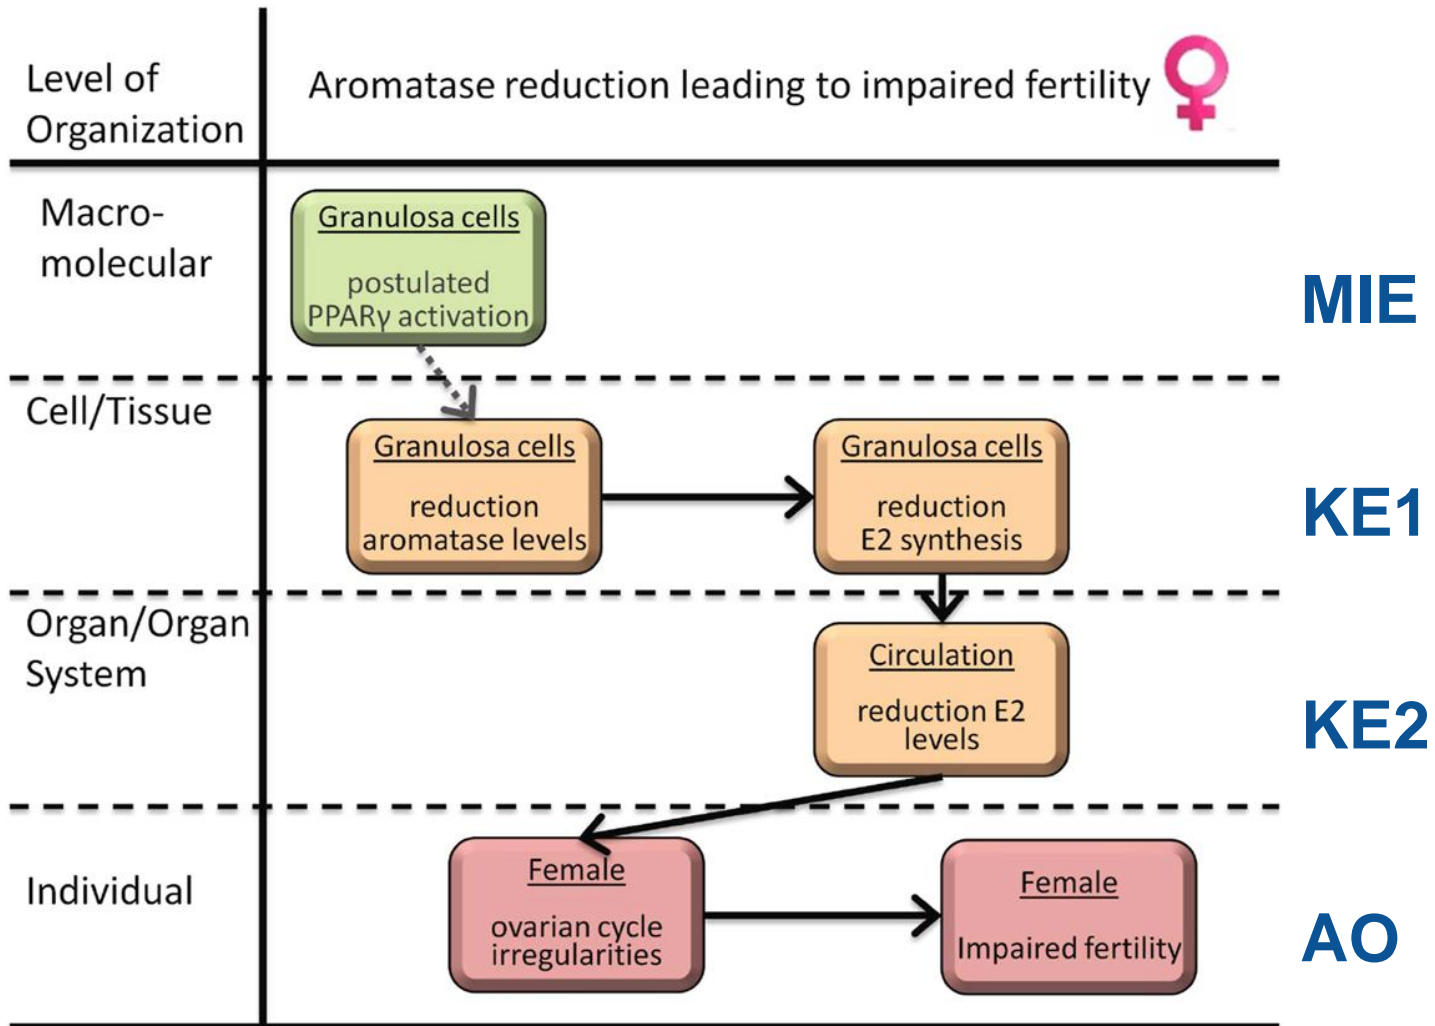 Level of
Organization
Aromatase reduction leading to impaired fertility
Macro-
molecular
Granulosa cells
postulated
PPARγ activation
MIE
Cell/Tissue
Granulosa cells
reduction
aromatase levels
Granulosa cells
reduction
E2 synthesis
KE1
Organ/Organ
System
Circulation
reduction E2
levels
KE2
Individual
Female
ovarian cycle
irregularities
Female
Impaired fertility
AO